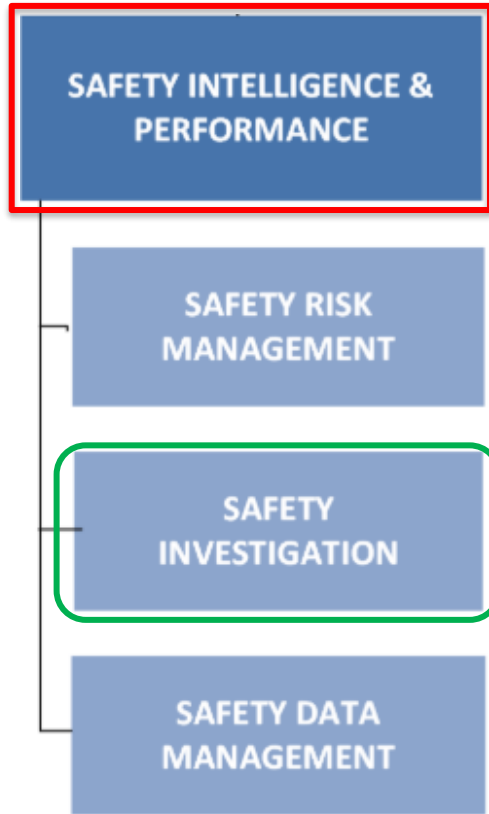 SAFETY INTELLIGENCE &
PERFORMANCE
SAFETY RISK
MANAGEMENT
SAFETY
INVESTIGATION
SAFETY DATA
MANAGEMENT